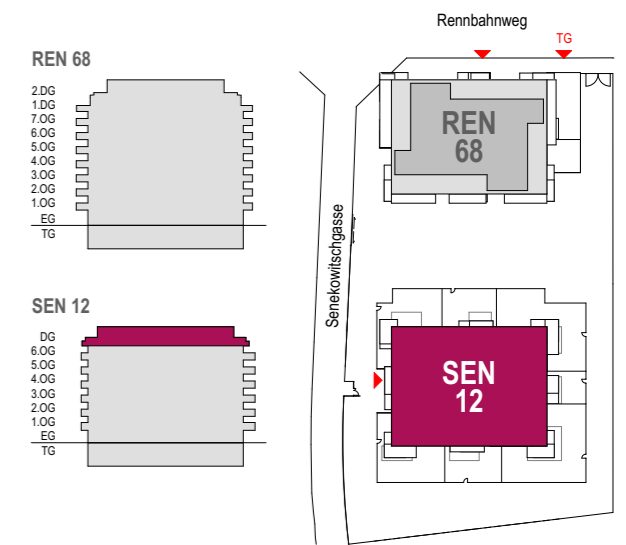 REN 68
2.DG
1.DG
7.OG
6.OG
5.OG
4.OG
3.OG
2.OG
1.OG
EG
TG
SEN 12
DG
6.OG
5.OG
4.OG
3.OG
2.OG
1.OG
EG
TG
Rennbahnweg
TG
REN
68
Senekowitschgasse
SEN
12